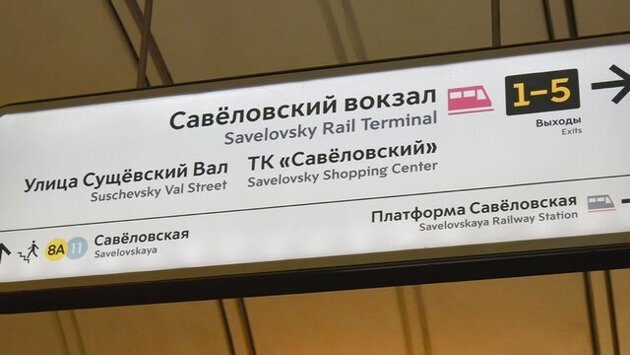 Савёловский вокзал
Savelovsky Rail Terminal
1–5
Выходы
Exits
Улица Сущёвский Вал
Suschevsky Val Street
ТК «Савёловский»
Savelovsky Shopping Center
8А 11 Савёловская
Savelovskaya
Платформа Савёловская
Savelovskaya Railway Station